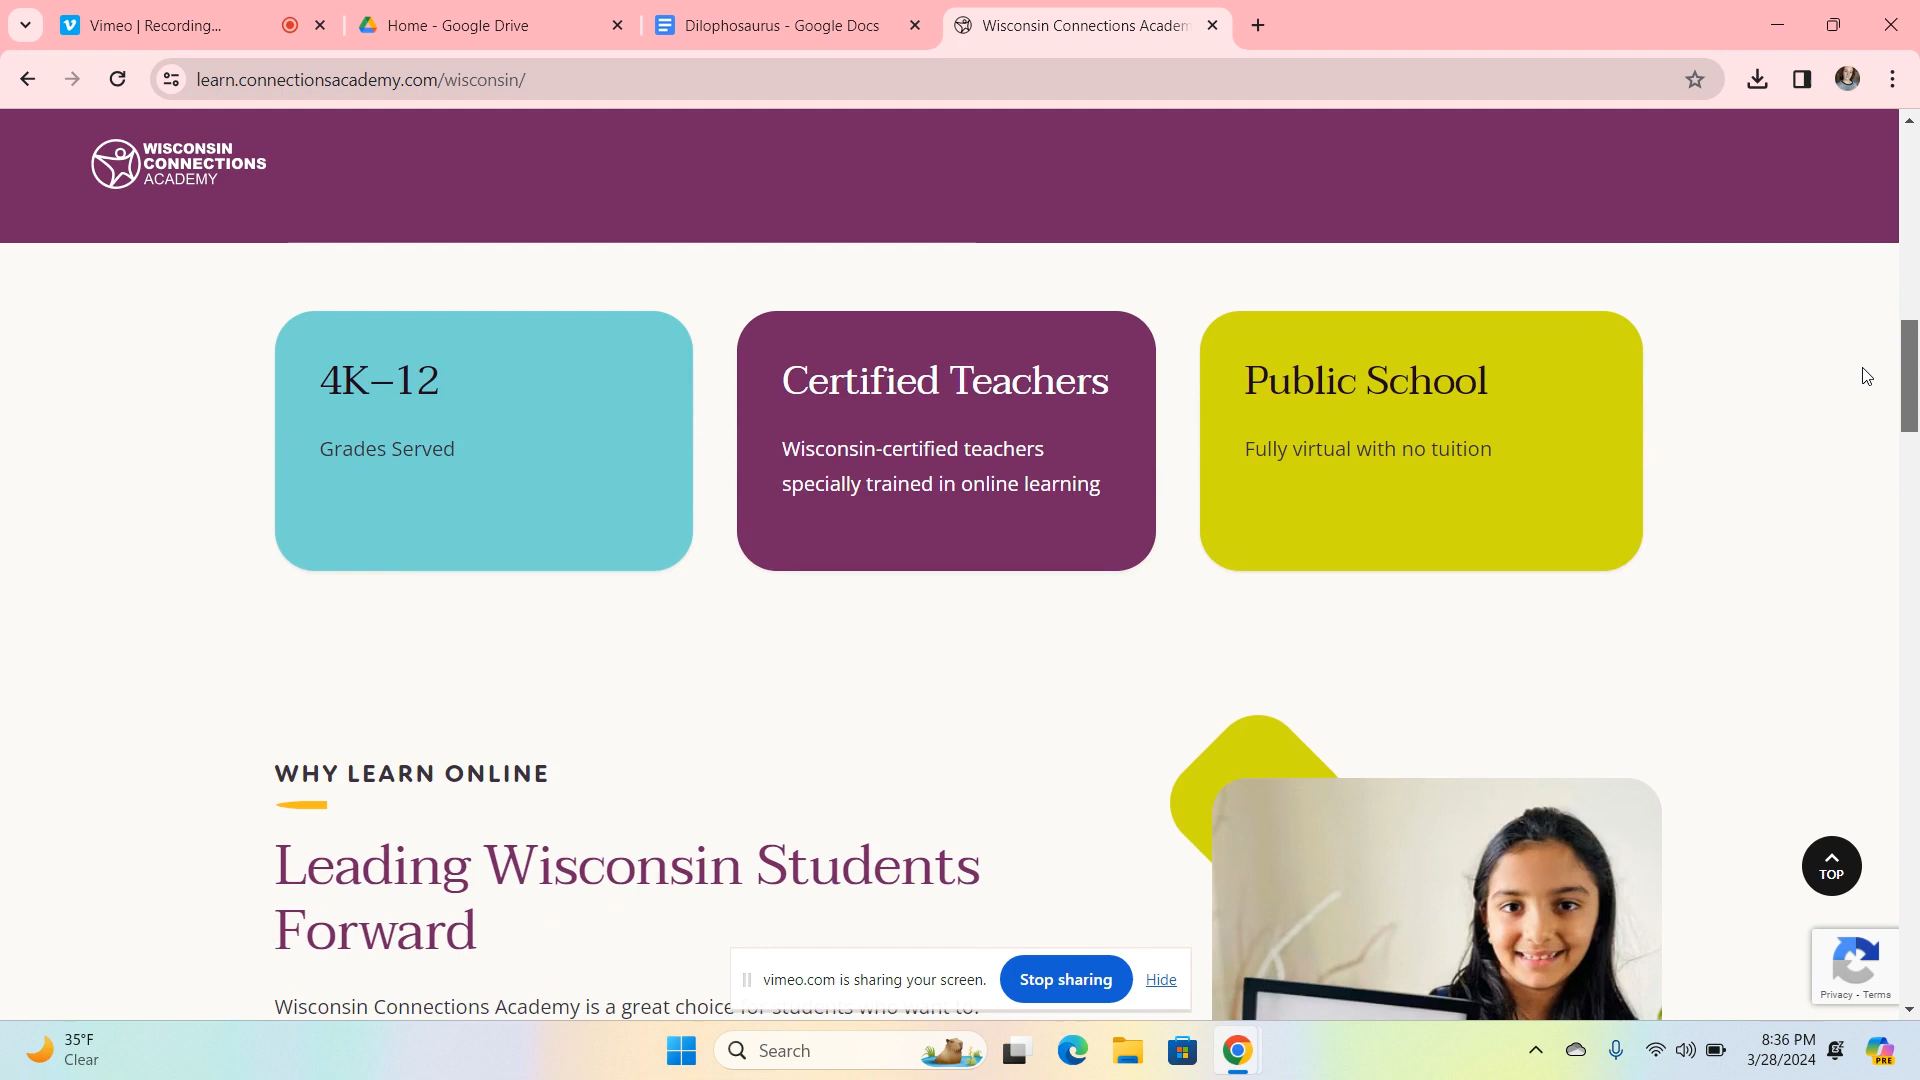 Vimeo | Recording...
Home - Google Drive
Dilophosaurus - Google Docs
Wisconsin Connections Academ
learn.connectionsacademy.com/wisconsin/
WISCONSIN
CONNECTIONS
ACADEMY
4K–12
Grades Served
Certified Teachers
Wisconsin-certified teachers
specially trained in online learning
Public School
Fully virtual with no tuition
WHY LEARN ONLINE
Leading Wisconsin Students
Forward
Wisconsin Connections Academy is a great choice for students who want to:
vimeo.com is sharing your screen.
Stop sharing
Hide
TOP
Privacy - Terms
35°F
Clear
Search
8:36 PM
3/28/2024
PRE